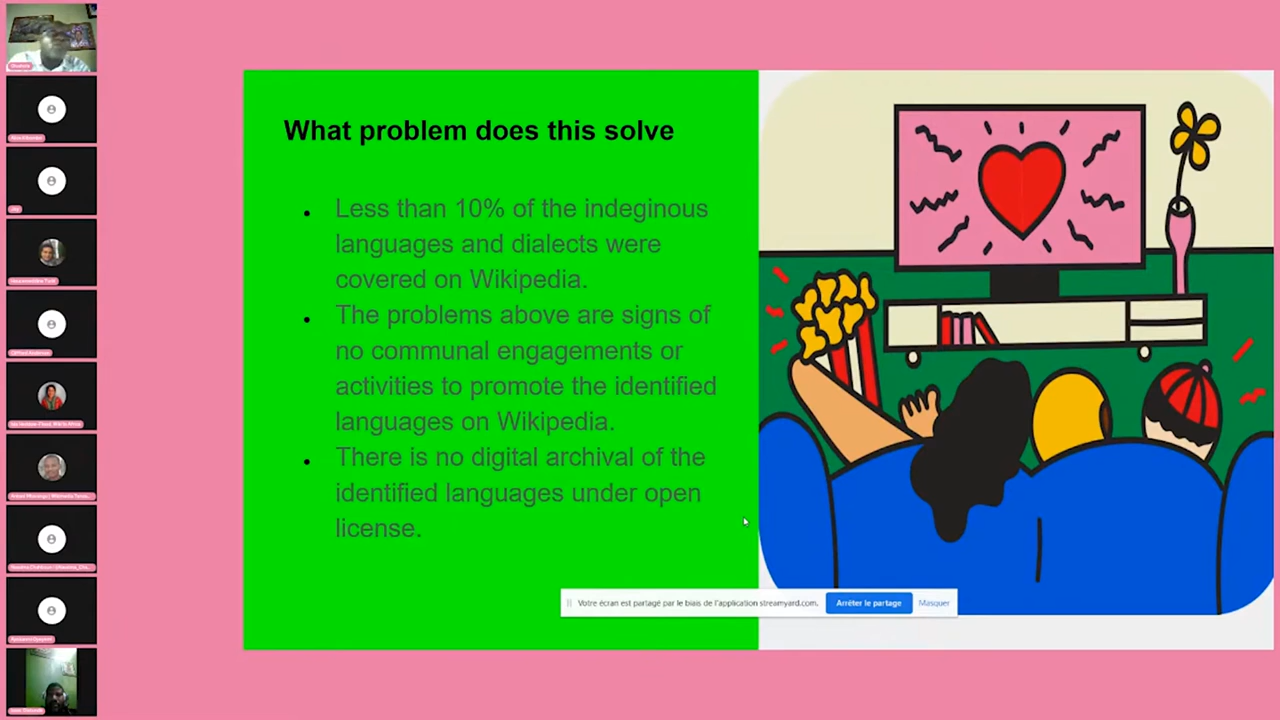 What problem does this solve
Less than 10% of the indeginous
languages and dialects were
covered on Wikipedia.
The problems above are signs of
no communal engagements or
activities to promote the identified
languages on Wikipedia.
There is no digital archival of the
identified languages under open
license.
Votre écran est partagé par le biais de l'application streamyard.com. Arrêter le partage Masquer